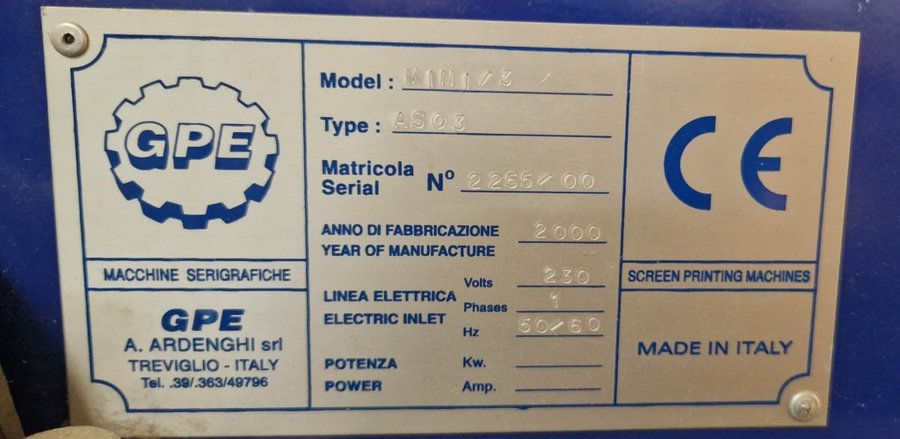 GPE
MACCHINE SERIGRAFICHE
GPE
A. ARDENGHI srl
TREVIGLIO - ITALY
Tel. .39/.363/49796
Model : MINI/3 /
Type : AS03
Matricola
Serial Nº 2255/00
ANNO DI FABBRICAZIONE
YEAR OF MANUFACTURE 2000
LINEA ELETTRICA
ELECTRIC INLET
Volts 230
Phases 1
Hz 50/60
POTENZA Kw.
POWER Amp.
CE
SCREEN PRINTING MACHINES
MADE IN ITALY